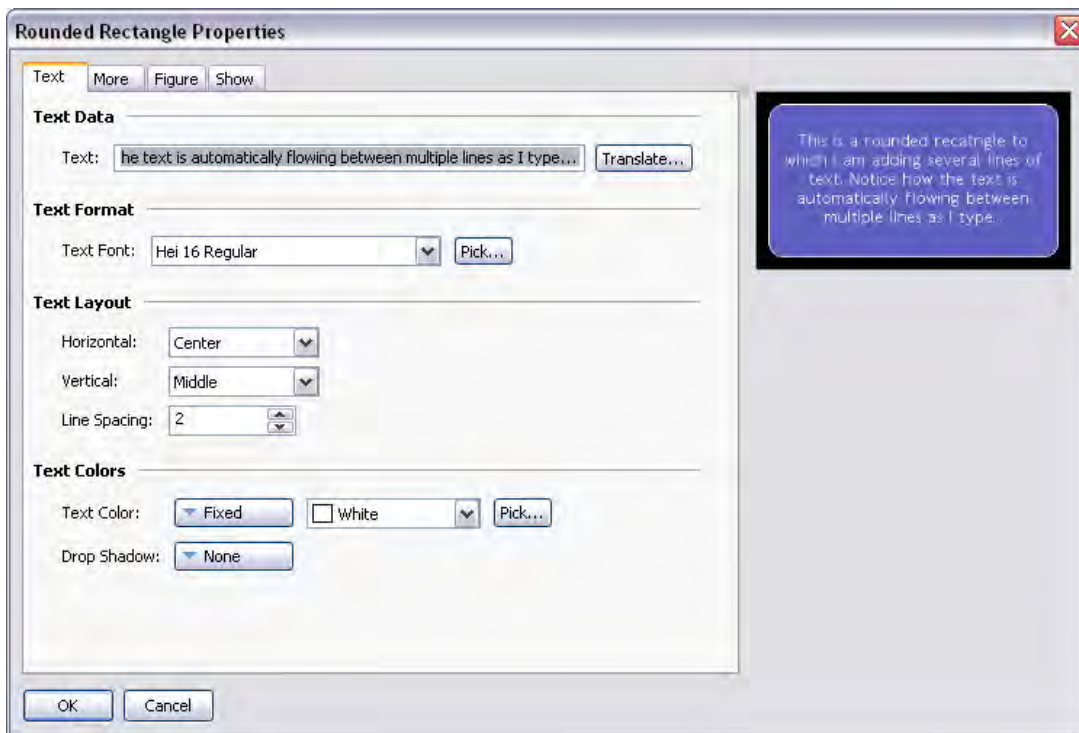 Rounded Rectangle Properties
Text More Figure Show
Text Data
Text: he text is automatically flowing between multiple lines as I type... Translate...
Text Format
Text Font: Hei 16 Regular Pick...
Text Layout
Horizontal: Center
Vertical: Middle
Line Spacing: 2
Text Colors
Text Color: Fixed White Pick...
Drop Shadow: None
OK Cancel
This is a rounded recatngle to
which I am adding several lines of
text. Notice how the text is
automatically flowing between
multiple lines as I type...